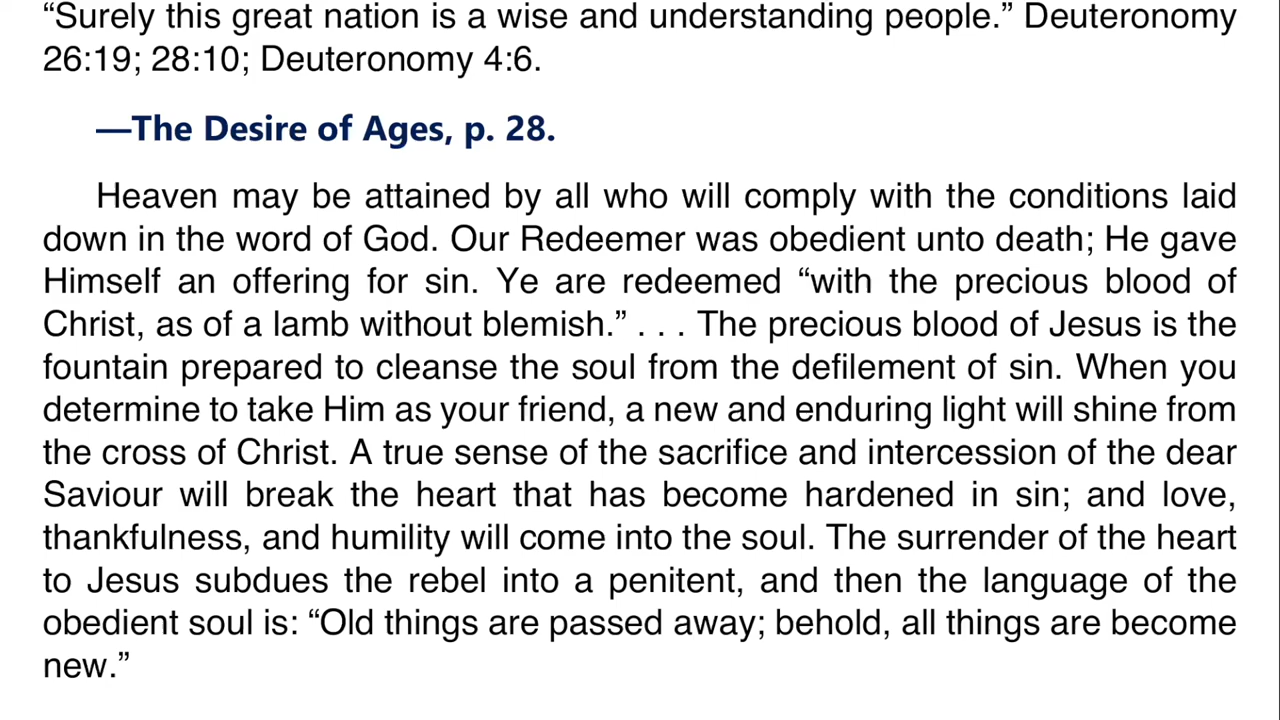 “Surely this great nation is a wise and understanding people.” Deuteronomy
26:19; 28:10; Deuteronomy 4:6.
—The Desire of Ages, p. 28.
Heaven may be attained by all who will comply with the conditions laid
down in the word of God. Our Redeemer was obedient unto death; He gave
Himself an offering for sin. Ye are redeemed “with the precious blood of
Christ, as of a lamb without blemish.” . . . The precious blood of Jesus is the
fountain prepared to cleanse the soul from the defilement of sin. When you
determine to take Him as your friend, a new and enduring light will shine from
the cross of Christ. A true sense of the sacrifice and intercession of the dear
Saviour will break the heart that has become hardened in sin; and love,
thankfulness, and humility will come into the soul. The surrender of the heart
to Jesus subdues the rebel into a penitent, and then the language of the
obedient soul is: “Old things are passed away; behold, all things are become
new.”